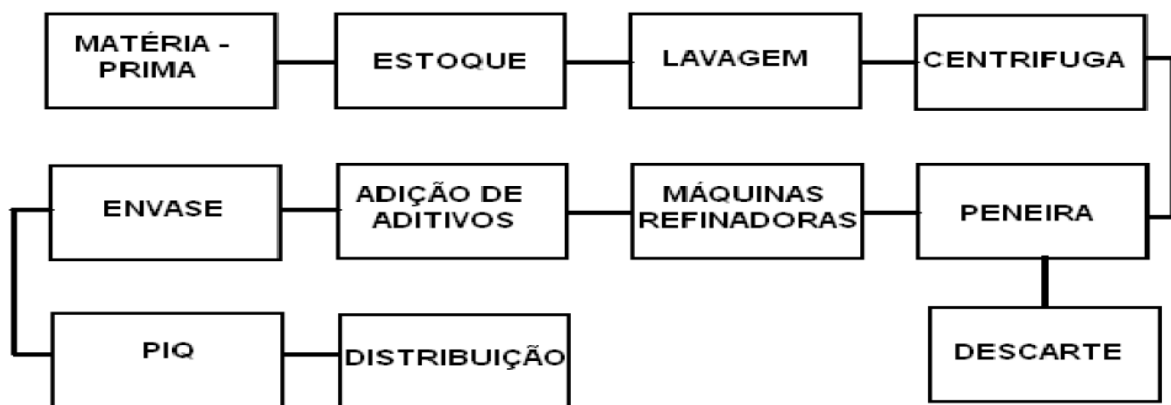 MATÉRIA -
PRIMA
ESTOQUE
LAVAGEM
CENTRIFUGA
ENVASE
ADIÇÃO DE
ADITIVOS
MÁQUINAS
REFINADORAS
PENEIRA
PIQ
DISTRIBUIÇÃO
DESCARTE